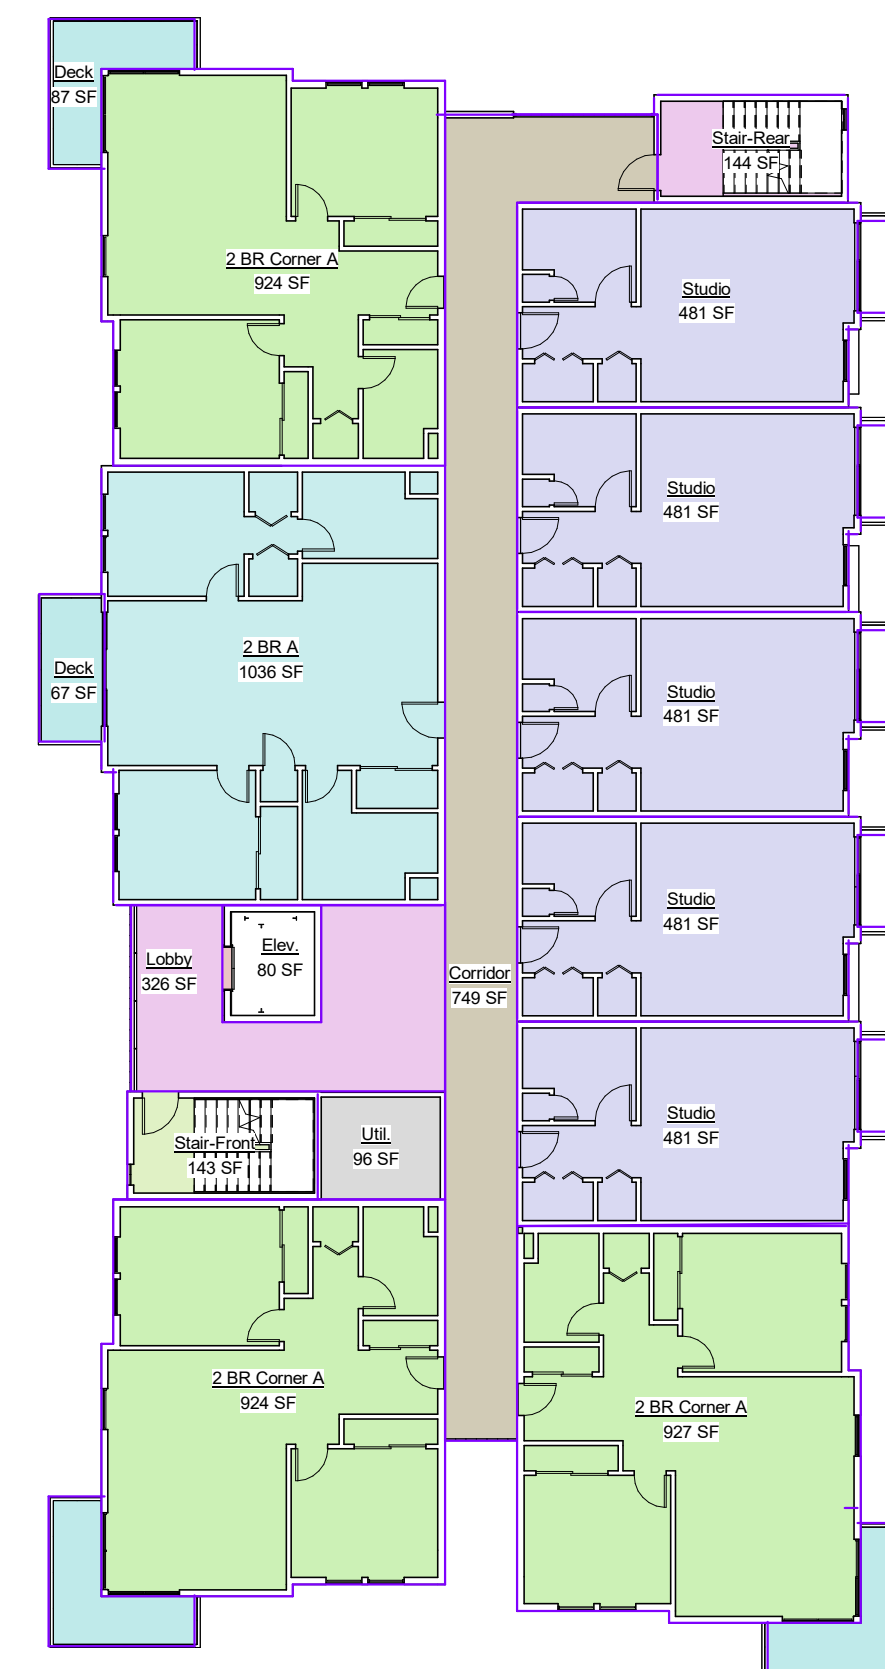 Deck
87 SF
Stair-Rear
144 SF
2 BR Corner A
924 SF
Studio
481 SF
Studio
481 SF
2 BR A
1036 SF
Deck
67 SF
Studio
481 SF
Studio
481 SF
Lobby
326 SF
Elev.
80 SF
Corridor
749 SF
Studio
481 SF
Stair-Front
143 SF
Util.
96 SF
2 BR Corner A
924 SF
2 BR Corner A
927 SF